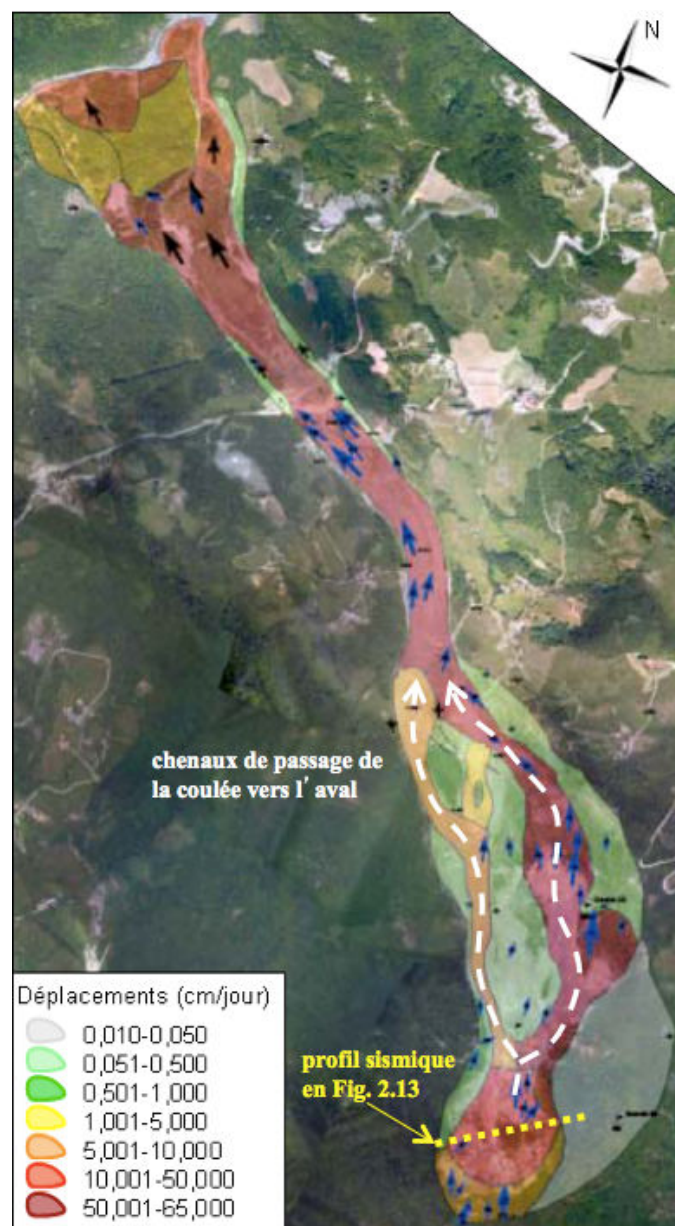 N
chenaux de passage de
la coulée vers l' aval
profil sismique
en Fig. 2.13
Déplacements (cm/jour)
0,010-0,050
0,051-0,500
0,501-1,000
1,001-5,000
5,001-10,000
10,001-50,000
50,001-65,000